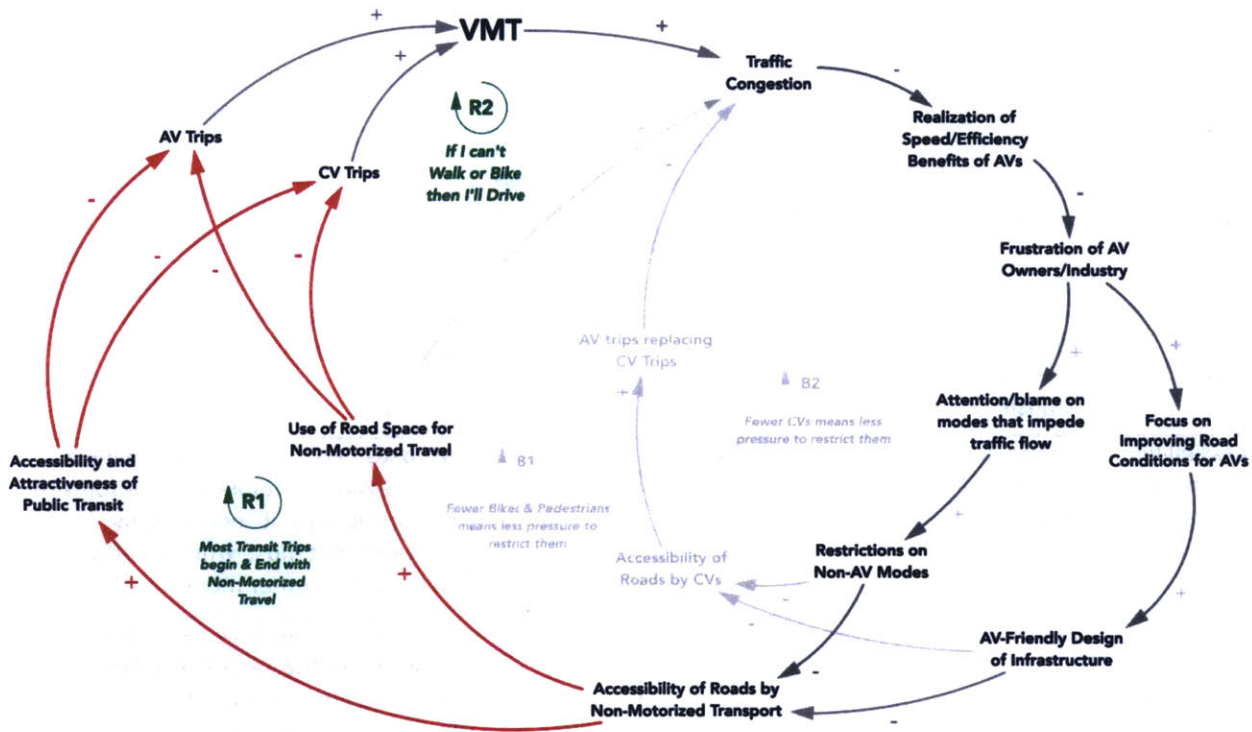 VMT
Traffic
Congestion
Realization of
Speed/Efficiency
Benefits of AVs
R2
If I can't
Walk or Bike
then I'll Drive
AV Trips
CV Trips
Frustration of AV
Owners/Industry
AV trips replacing
CV Trips
B2
Fewer CVs means less
pressure to restrict them
Attention/blame on
modes that impede
traffic flow
Focus on
Improving Road
Conditions for AVs
Use of Road Space for
Non-Motorized Travel
Accessibility and
Attractiveness of
Public Transit
B1
Fewer Bikes & Pedestrians
means less pressure to
restrict them
R1
Most Transit Trips
begin & End with
Non-Motorized
Travel
Accessibility of
Roads by CVs
Restrictions on
Non-AV Modes
AV-Friendly Design
of Infrastructure
Accessibility of Roads by
Non-Motorized Transport
+
+
+
-
-
-
-
-
-
-
+
+
+
+
+
-
-
-
-
+
+